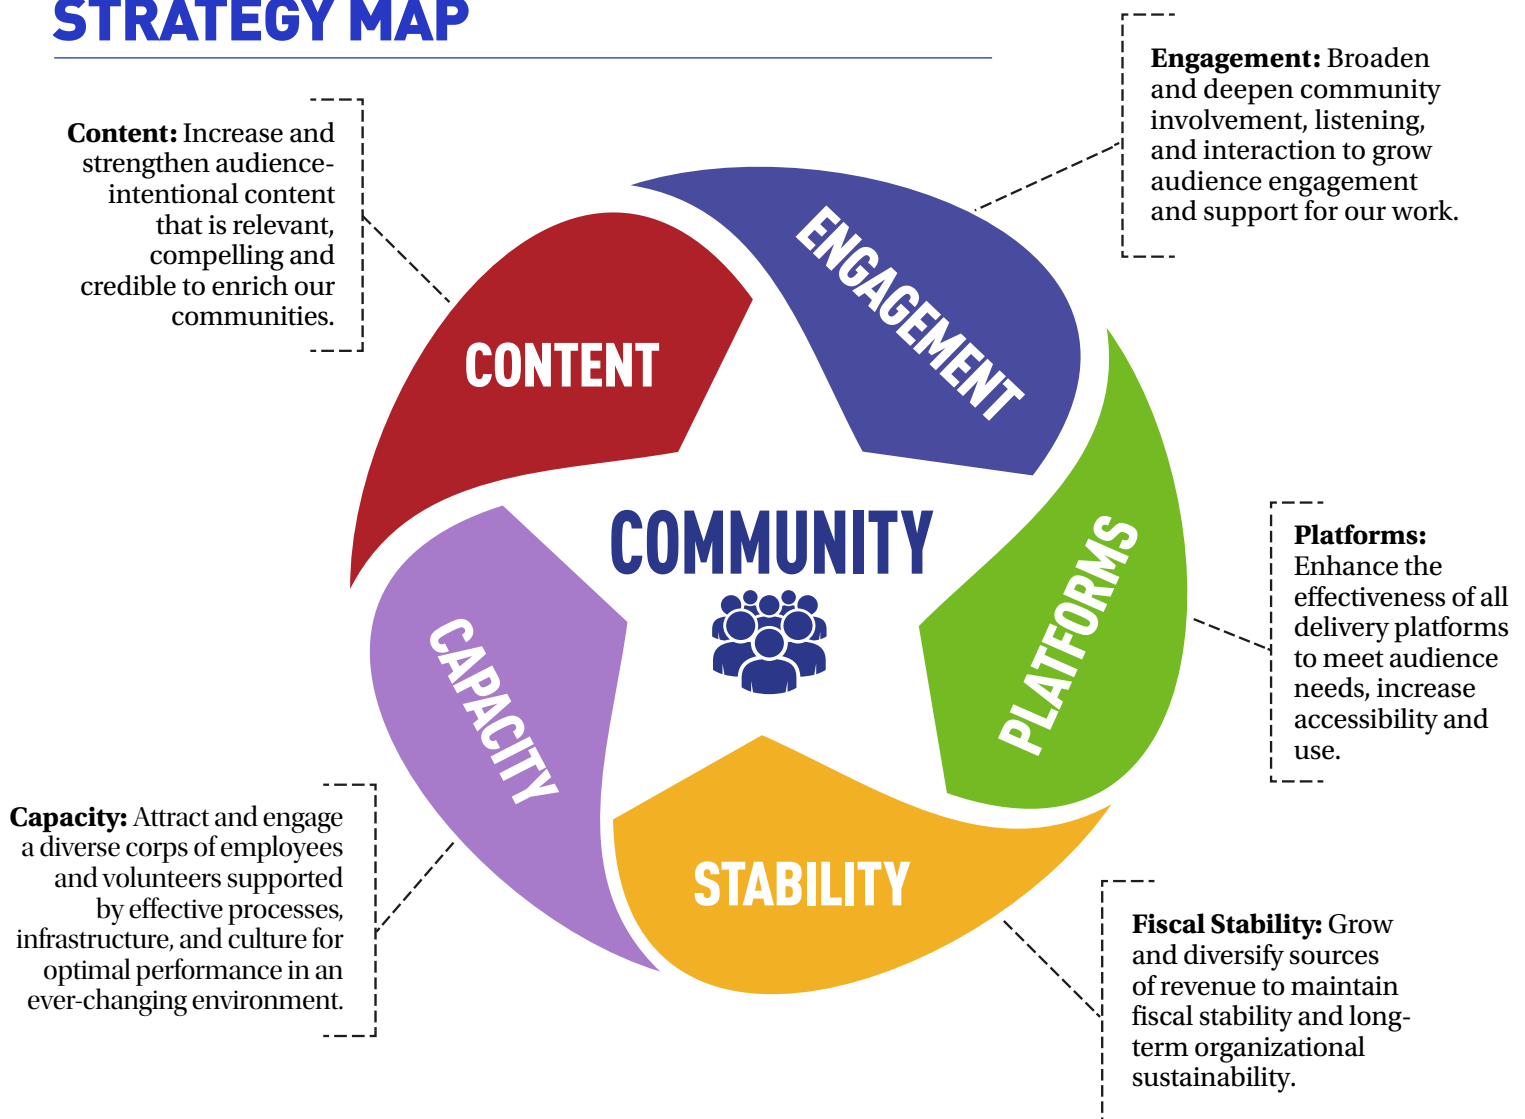 STRATEGY MAP
Content: Increase and
strengthen audience-
intentional content
that is relevant,
compelling and
credible to enrich our
communities.
Engagement: Broaden
and deepen community
involvement, listening,
and interaction to grow
audience engagement
and support for our work.
CONTENT
ENGAGEMENT
COMMUNITY
PLATFORMS
CAPACITY
STABILITY
Platforms:
Enhance the
effectiveness of all
delivery platforms
to meet audience
needs, increase
accessibility and
use.
Capacity: Attract and engage
a diverse corps of employees
and volunteers supported
by effective processes,
infrastructure, and culture for
optimal performance in an
ever-changing environment.
Fiscal Stability: Grow
and diversify sources
of revenue to maintain
fiscal stability and long-
term organizational
sustainability.